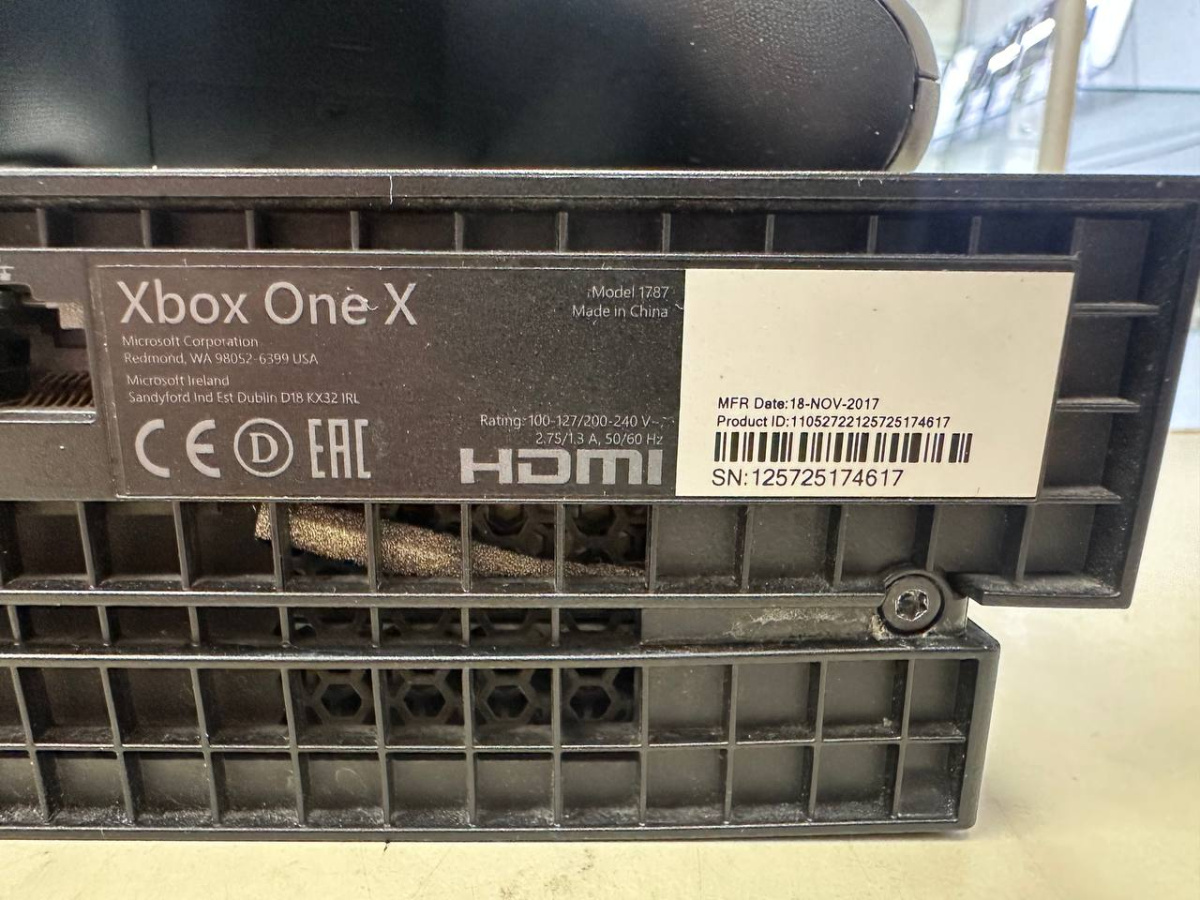 Xbox One X
Model 1787
Made in China
Microsoft Corporation
Redmond, WA 98052-6399 USA
Microsoft Ireland
Sandyford Ind Est Dublin D18 KX32 IRL
Rating: 100-127/200-240 V~,
2.75/1.3 A, 50/60 Hz
CE D EAC
HDMI
MFR Date:18-NOV-2017
Product ID:11052722125725174617
SN:125725174617